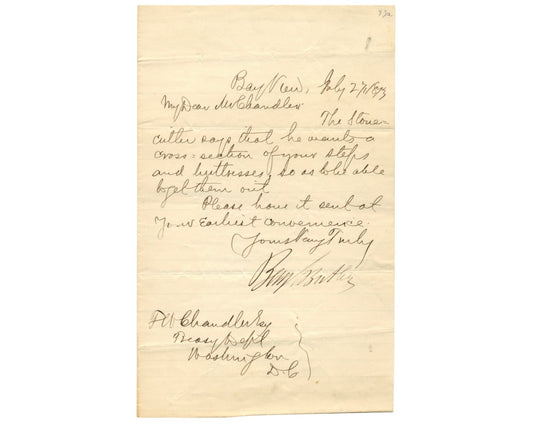 Bay View, July 27 1873
My Dear Mr Chandler
The Stone-
cutter says that he wants a
cross-section of your steps
and buttresses, so as to be able
to get them out
Please have it sent at
your Earliest convenience.
Yours Very Truly
Benj F Butler
F W Chandler Esq
Treasy Dept
Washington
D.C